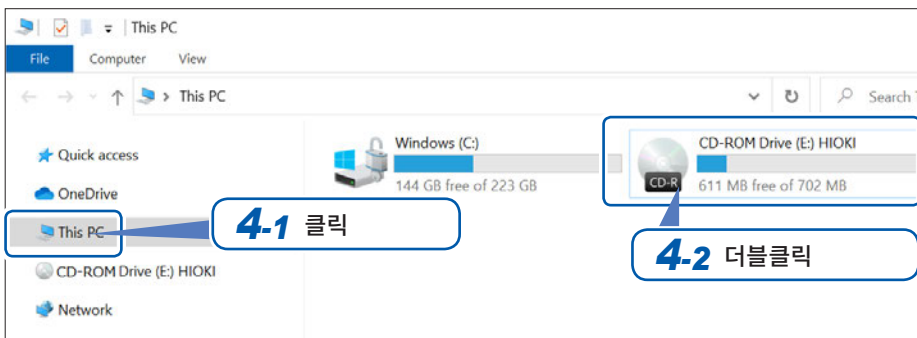 This PC
File Computer View
This PC
Search
Quick access
OneDrive
This PC
CD-ROM Drive (E:) HIOKI
Network
Windows (C:)
144 GB free of 223 GB
CD-ROM Drive (E:) HIOKI
CD-R
611 MB free of 702 MB
4-1 클릭
4-2 더블클릭